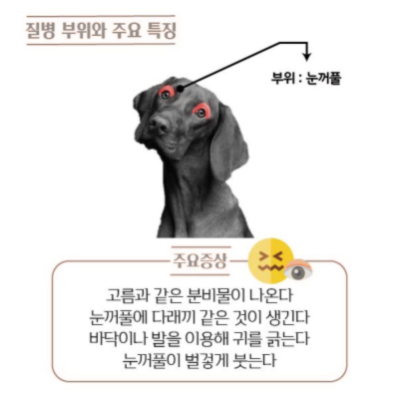 질병 부위와 주요 특징
부위 : 눈꺼풀
주요증상
고름과 같은 분비물이 나온다
눈꺼풀에 다래끼 같은 것이 생긴다
바닥이나 발을 이용해 귀를 긁는다
눈꺼풀이 벌겋게 붓는다